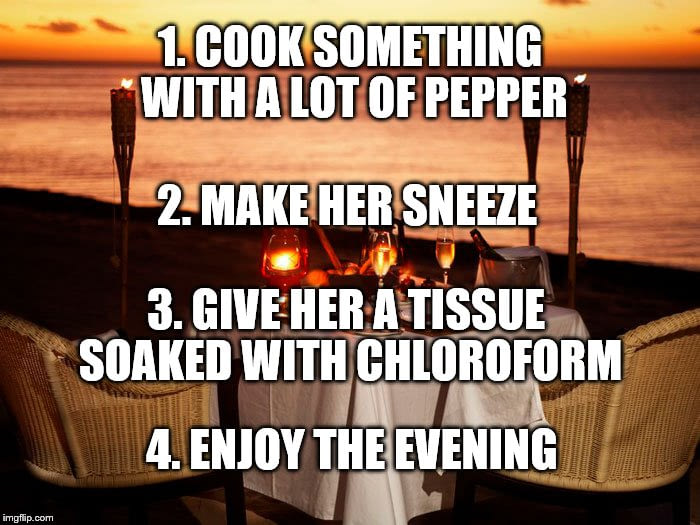 1. COOK SOMETHING
WITH A LOT OF PEPPER
2. MAKE HER SNEEZE
3. GIVE HER A TISSUE
SOAKED WITH CHLOROFORM
4. ENJOY THE EVENING
imgflip.com